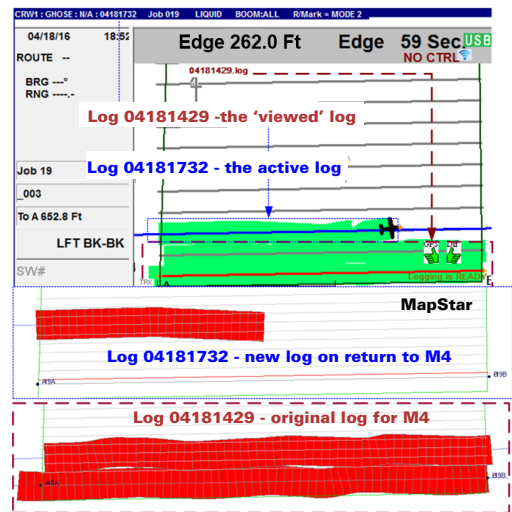 CRW1 : GHOSE : N/A : 04181732 Job 019 LIQUID BOOM:ALL R/Mark = MODE 2
04/18/16 18:52
ROUTE --
BRG ---°
RNG ----.-
Edge 262.0 Ft Edge 59 Sec. USB
NO CTRL
04181429.log
Log 04181429 -the ‘viewed’ log
Log 04181732 - the active log
Job 19
_003
To A 652.8 ft
LFT BK-BK
SW#
GPS Dif
Logging is READY
TRK
A
E
MapStar
Log 04181732 - new log on return to M4
Log 04181429 - original log for M4